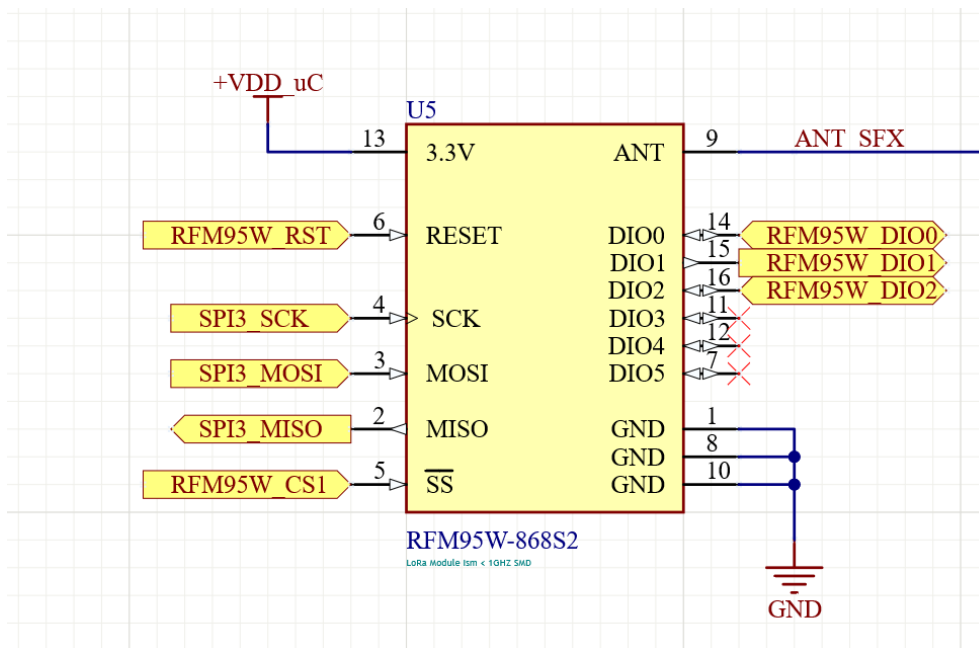 +VDD_uC
U5
13
3.3V
ANT
9
ANT_SFX
RFM95W_RST
6
RESET
DIO0
14
RFM95W_DIO0
DIO1
15
RFM95W_DIO1
DIO2
16
RFM95W_DIO2
SPI3_SCK
4
SCK
DIO3
11
DIO4
12
SPI3_MOSI
3
MOSI
DIO5
7
SPI3_MISO
2
MISO
GND
1
GND
8
RFM95W_CS1
5
SS
GND
10
RFM95W-868S2
LoRa Module Ism < 1GHZ SMD
GND